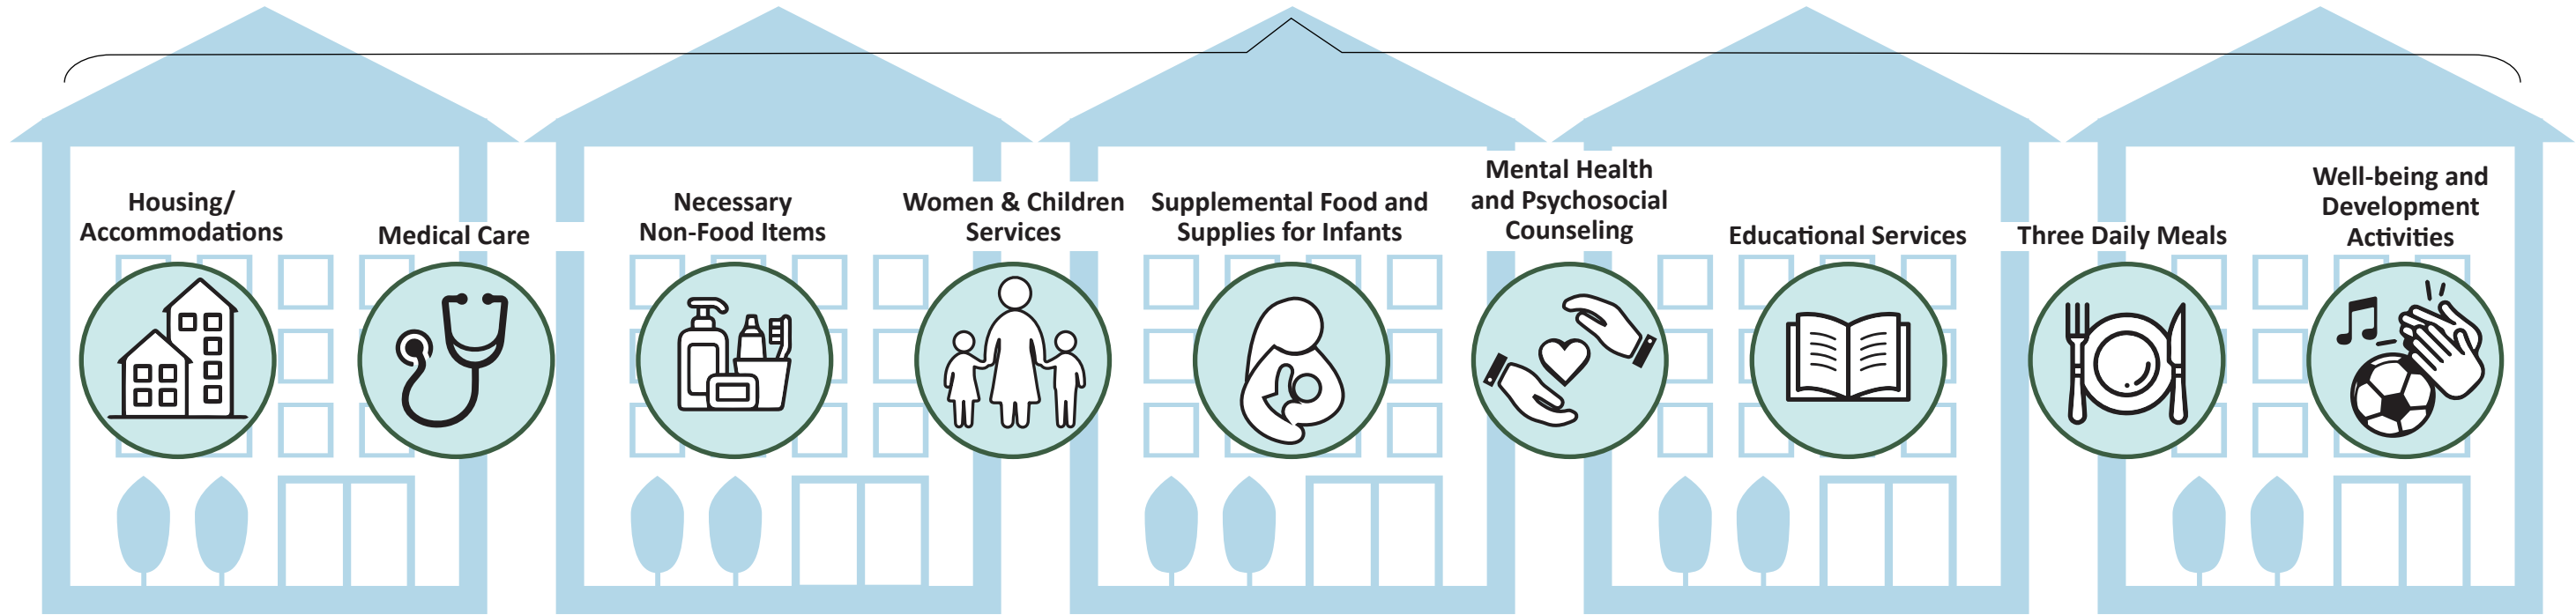 Housing/
Accommodations
Medical Care
Necessary
Non-Food Items
Women & Children
Services
Supplemental Food and
Supplies for Infants
Mental Health
and Psychosocial
Counseling
Educational Services
Three Daily Meals
Well-being and
Development
Activities